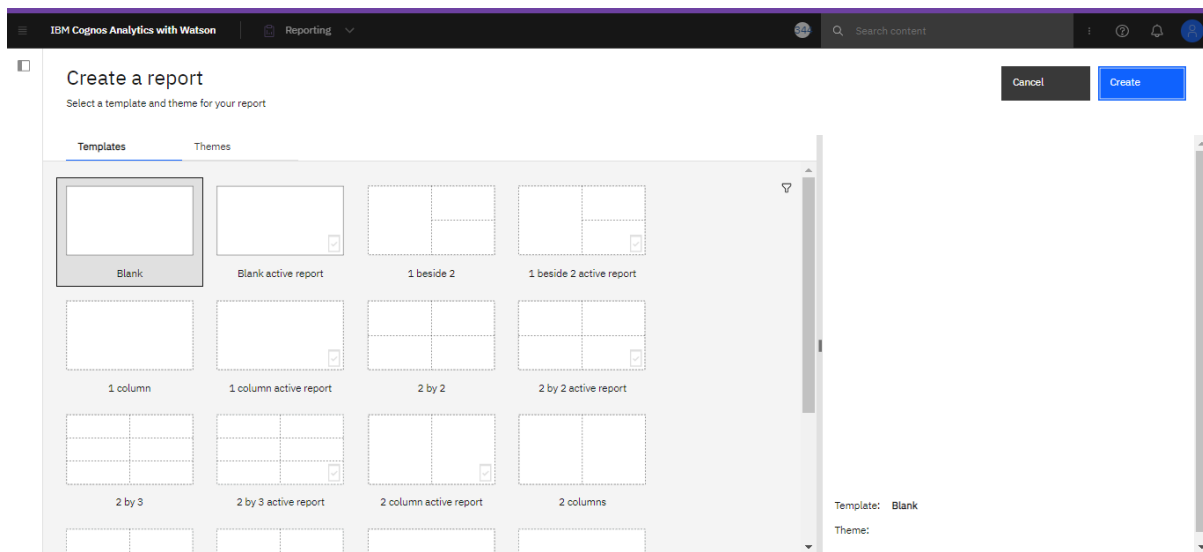 IBM Cognos Analytics with Watson
Reporting
Search content
Create a report
Select a template and theme for your report
Cancel
Create
Templates
Themes
Blank
Blank active report
1 beside 2
1 beside 2 active report
1 column
1 column active report
2 by 2
2 by 2 active report
2 by 3
2 by 3 active report
2 column active report
2 columns
Template: Blank
Theme: